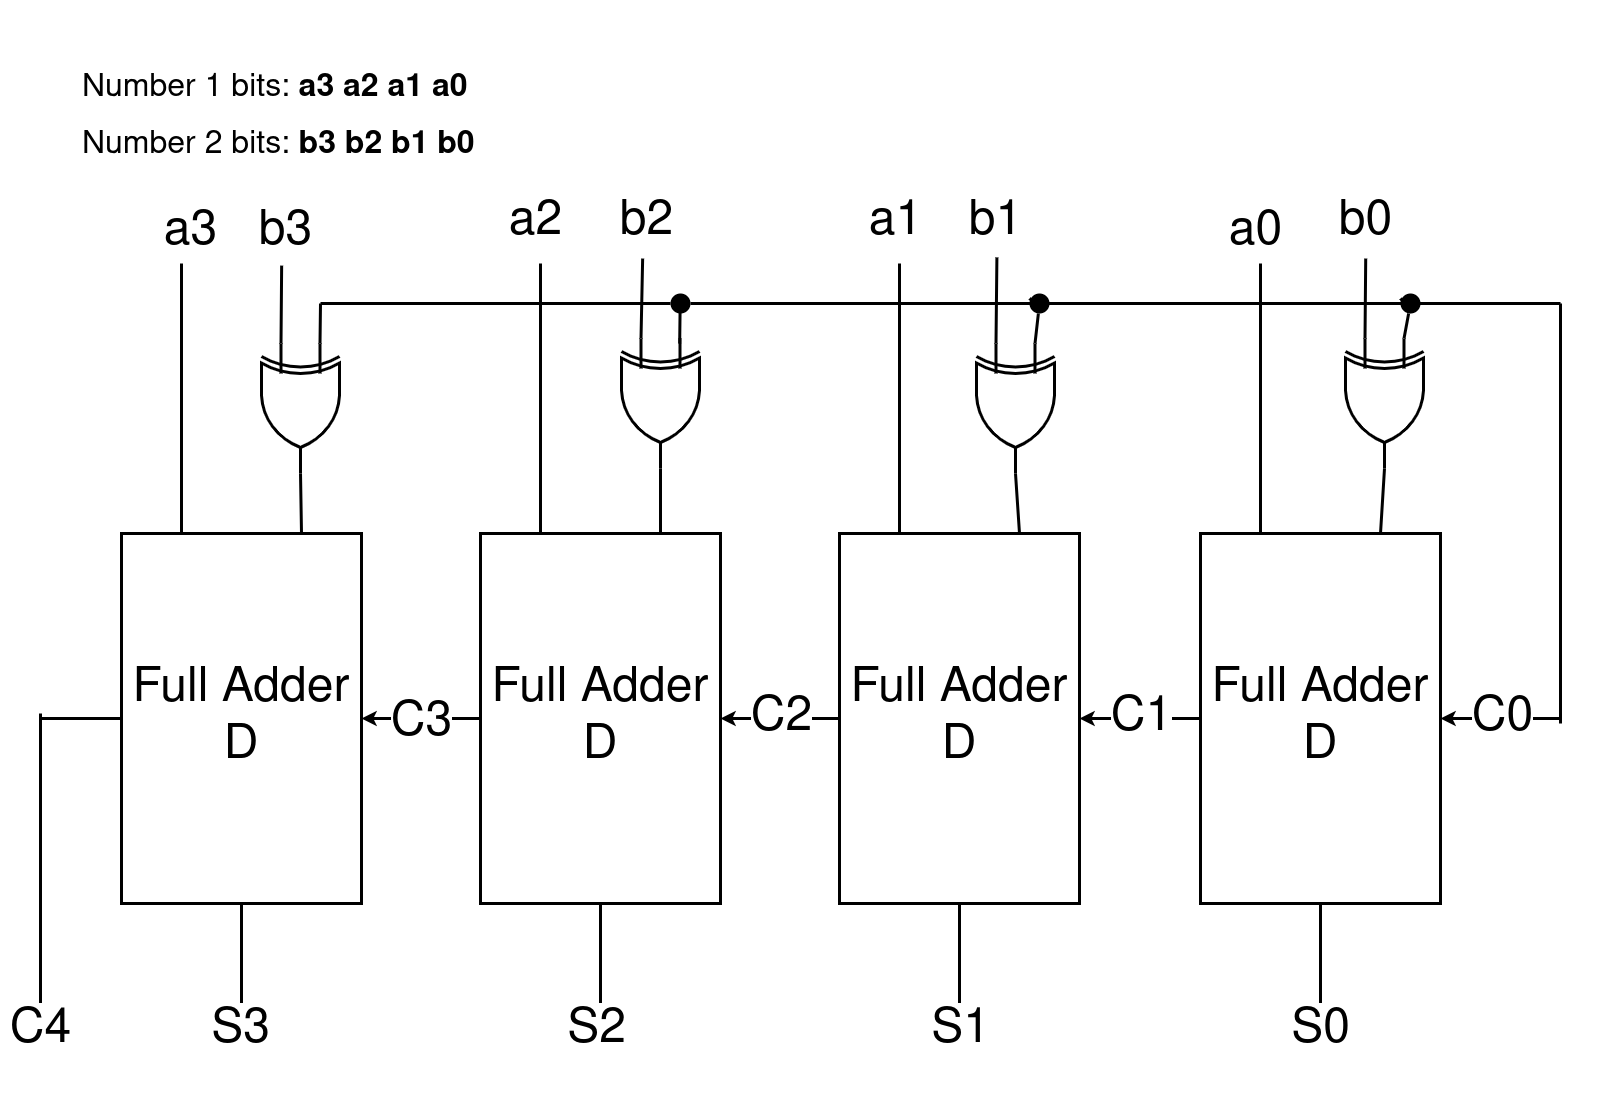 Number 1 bits: a3 a2 a1 a0
Number 2 bits: b3 b2 b1 b0
a3 b3 a2 b2 a1 b1 a0 b0
Full Adder Full Adder Full Adder Full Adder
D C3 D C2 D C1 D C0
C4 S3 S2 S1 S0